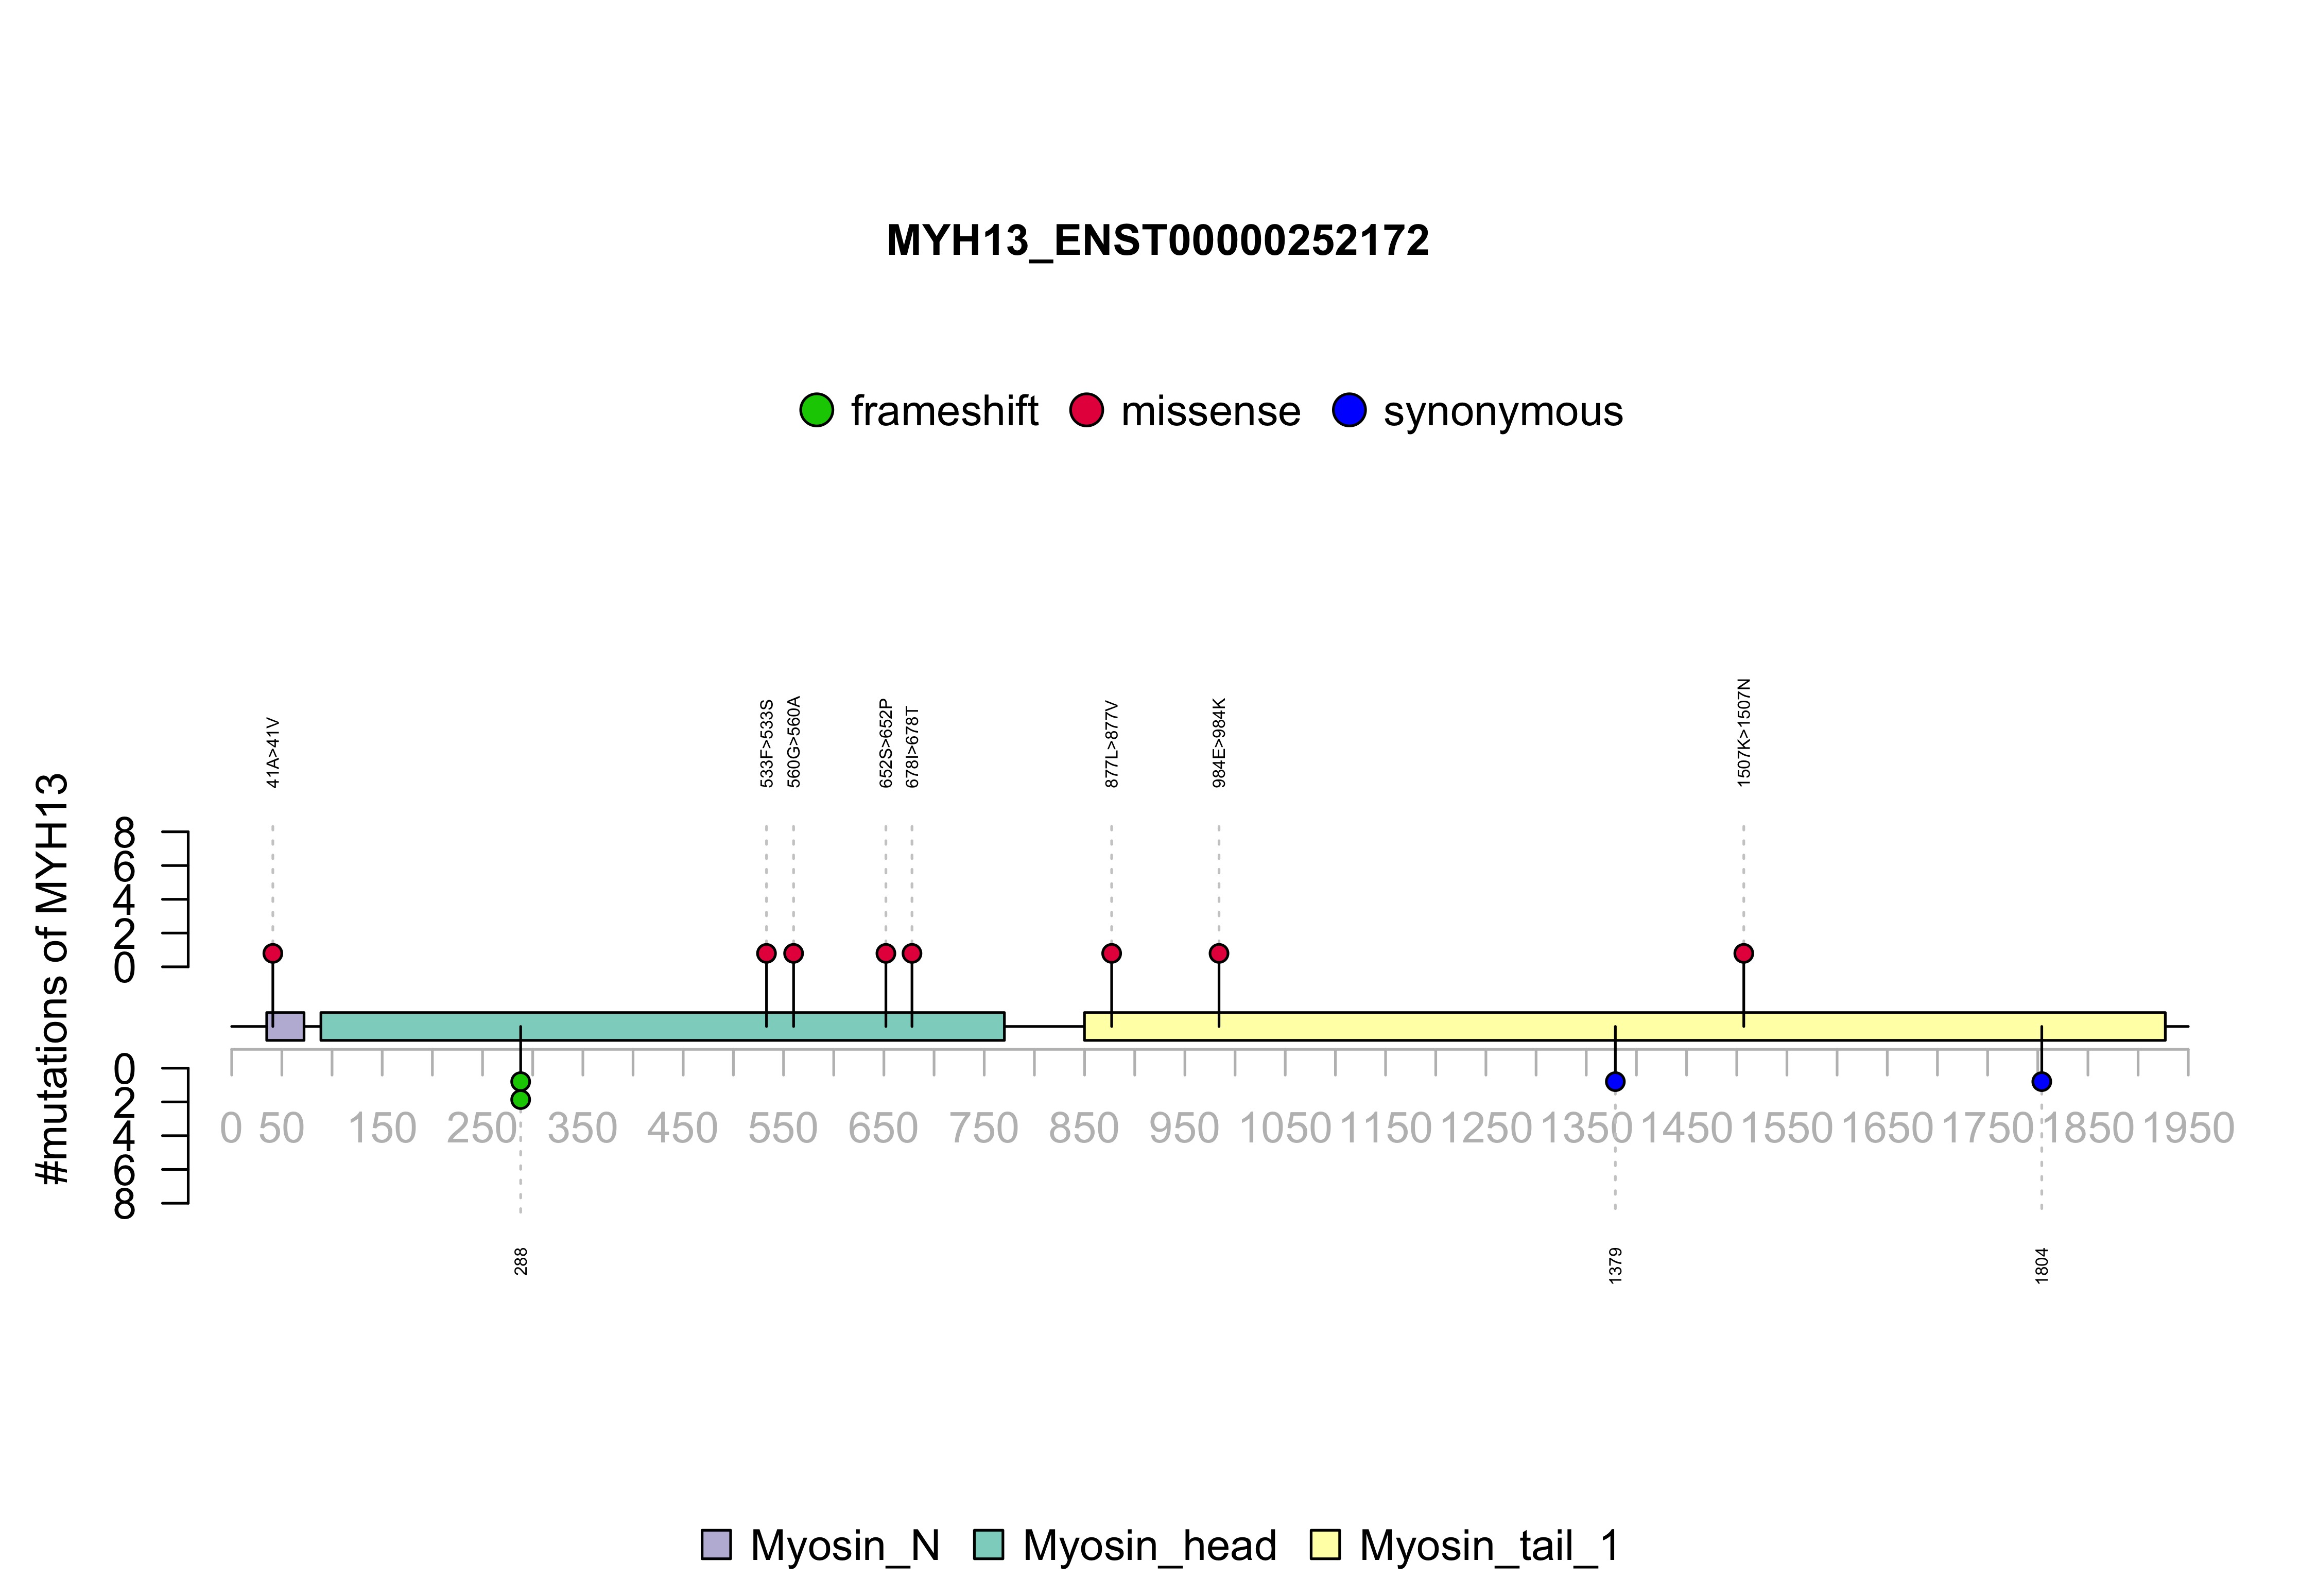 MYH13_ENST00000252172
frameshift missense synonymous
41A>41V
533F>533S
560G>560A
652S>652P
678I>678T
877L>877V
984E>984K
1507K>1507N
#mutations of MYH13
8
6
4
2
0
0
2
4
6
8
0 50 150 250 350 450 550 650 750 850 950 1050 1150 1250 1350 1450 1550 1650 1750 1850 1950
288
1379
1804
Myosin_N Myosin_head Myosin_tail_1